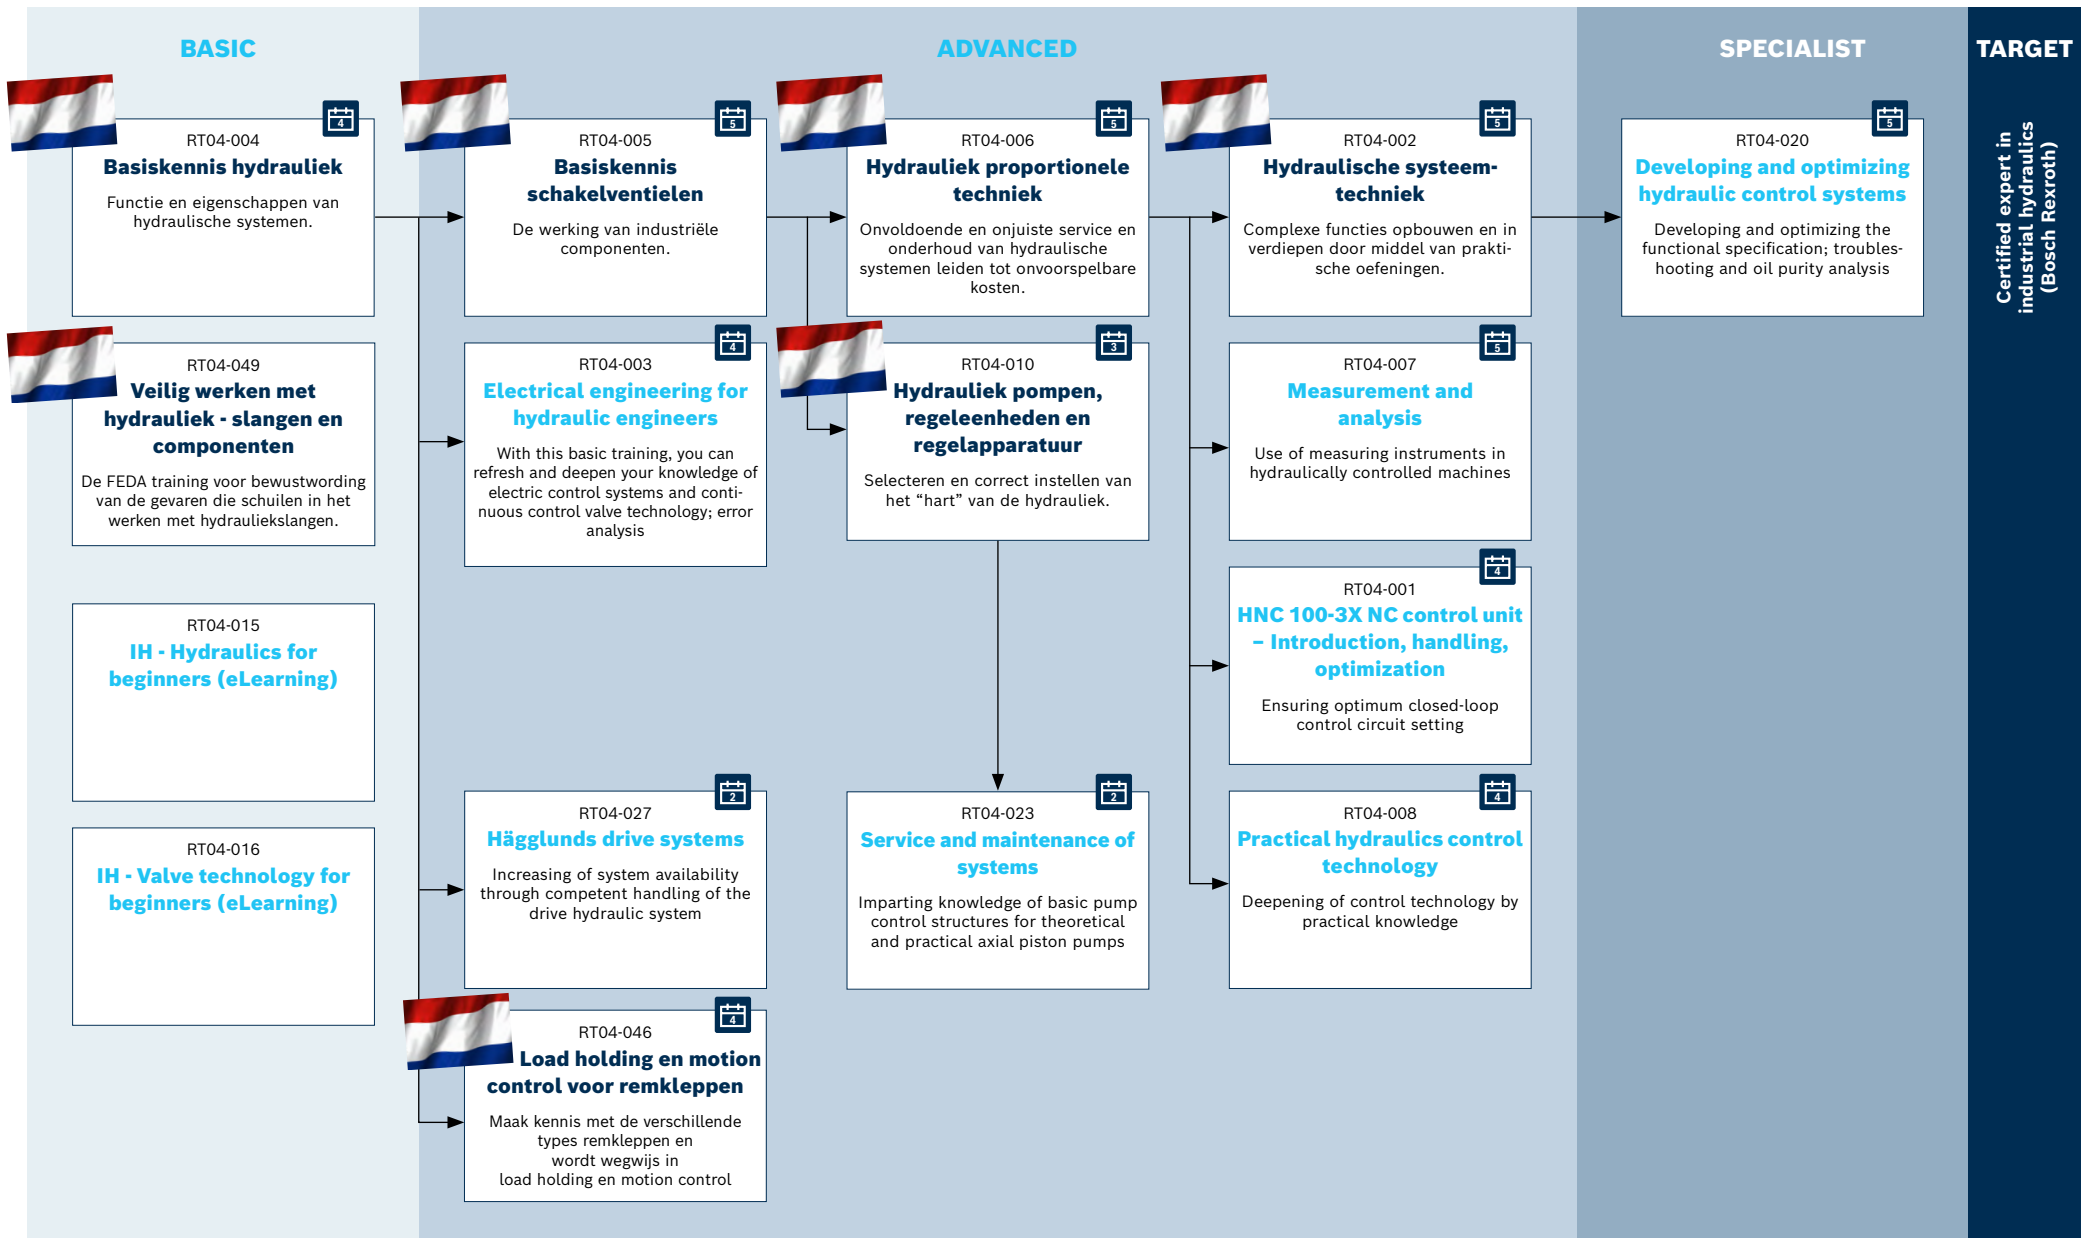 BASIC
ADVANCED
SPECIALIST
TARGET
4
RT04-004
Basiskennis hydrauliek
Functie en eigenschappen van
hydraulische systemen.
RT04-049
Veilig werken met
hydrauliek - slangen en
componenten
De FEDA training voor bewustwording
van de gevaren die schuilen in het
werken met hydrauliekslangen.
RT04-015
IH - Hydraulics for
beginners (eLearning)
RT04-016
IH - Valve technology for
beginners (eLearning)
5
RT04-005
Basiskennis
schakelventielen
De werking van industriële
componenten.
4
RT04-003
Electrical engineering for
hydraulic engineers
With this basic training, you can
refresh and deepen your knowledge of
electric control systems and conti-
nuous control valve technology; error
analysis
2
RT04-027
Hägglunds drive systems
Increasing of system availability
through competent handling of the
drive hydraulic system
4
RT04-046
Load holding en motion
control voor remkleppen
Maak kennis met de verschillende
types remkleppen en
wordt wegwijs in
load holding en motion control
5
RT04-006
Hydrauliek proportionele
techniek
Onvoldoende en onjuiste service en
onderhoud van hydraulische
systemen leiden tot onvoorspelbare
kosten.
3
RT04-010
Hydrauliek pompen,
regeleenheden en
regelapparatuur
Selecteren en correct instellen van
het “hart” van de hydrauliek.
2
RT04-023
Service and maintenance of
systems
Imparting knowledge of basic pump
control structures for theoretical
and practical axial piston pumps
5
RT04-002
Hydraulische systeem-
techniek
Complexe functies opbouwen en in
verdiepen door middel van prakti-
sche oefeningen.
5
RT04-007
Measurement and
analysis
Use of measuring instruments in
hydraulically controlled machines
4
RT04-001
HNC 100-3X NC control unit
– Introduction, handling,
optimization
Ensuring optimum closed-loop
control circuit setting
4
RT04-008
Practical hydraulics control
technology
Deepening of control technology by
practical knowledge
5
RT04-020
Developing and optimizing
hydraulic control systems
Developing and optimizing the
functional specification; troubles-
hooting and oil purity analysis
Certified expert in
industrial hydraulics
(Bosch Rexroth)